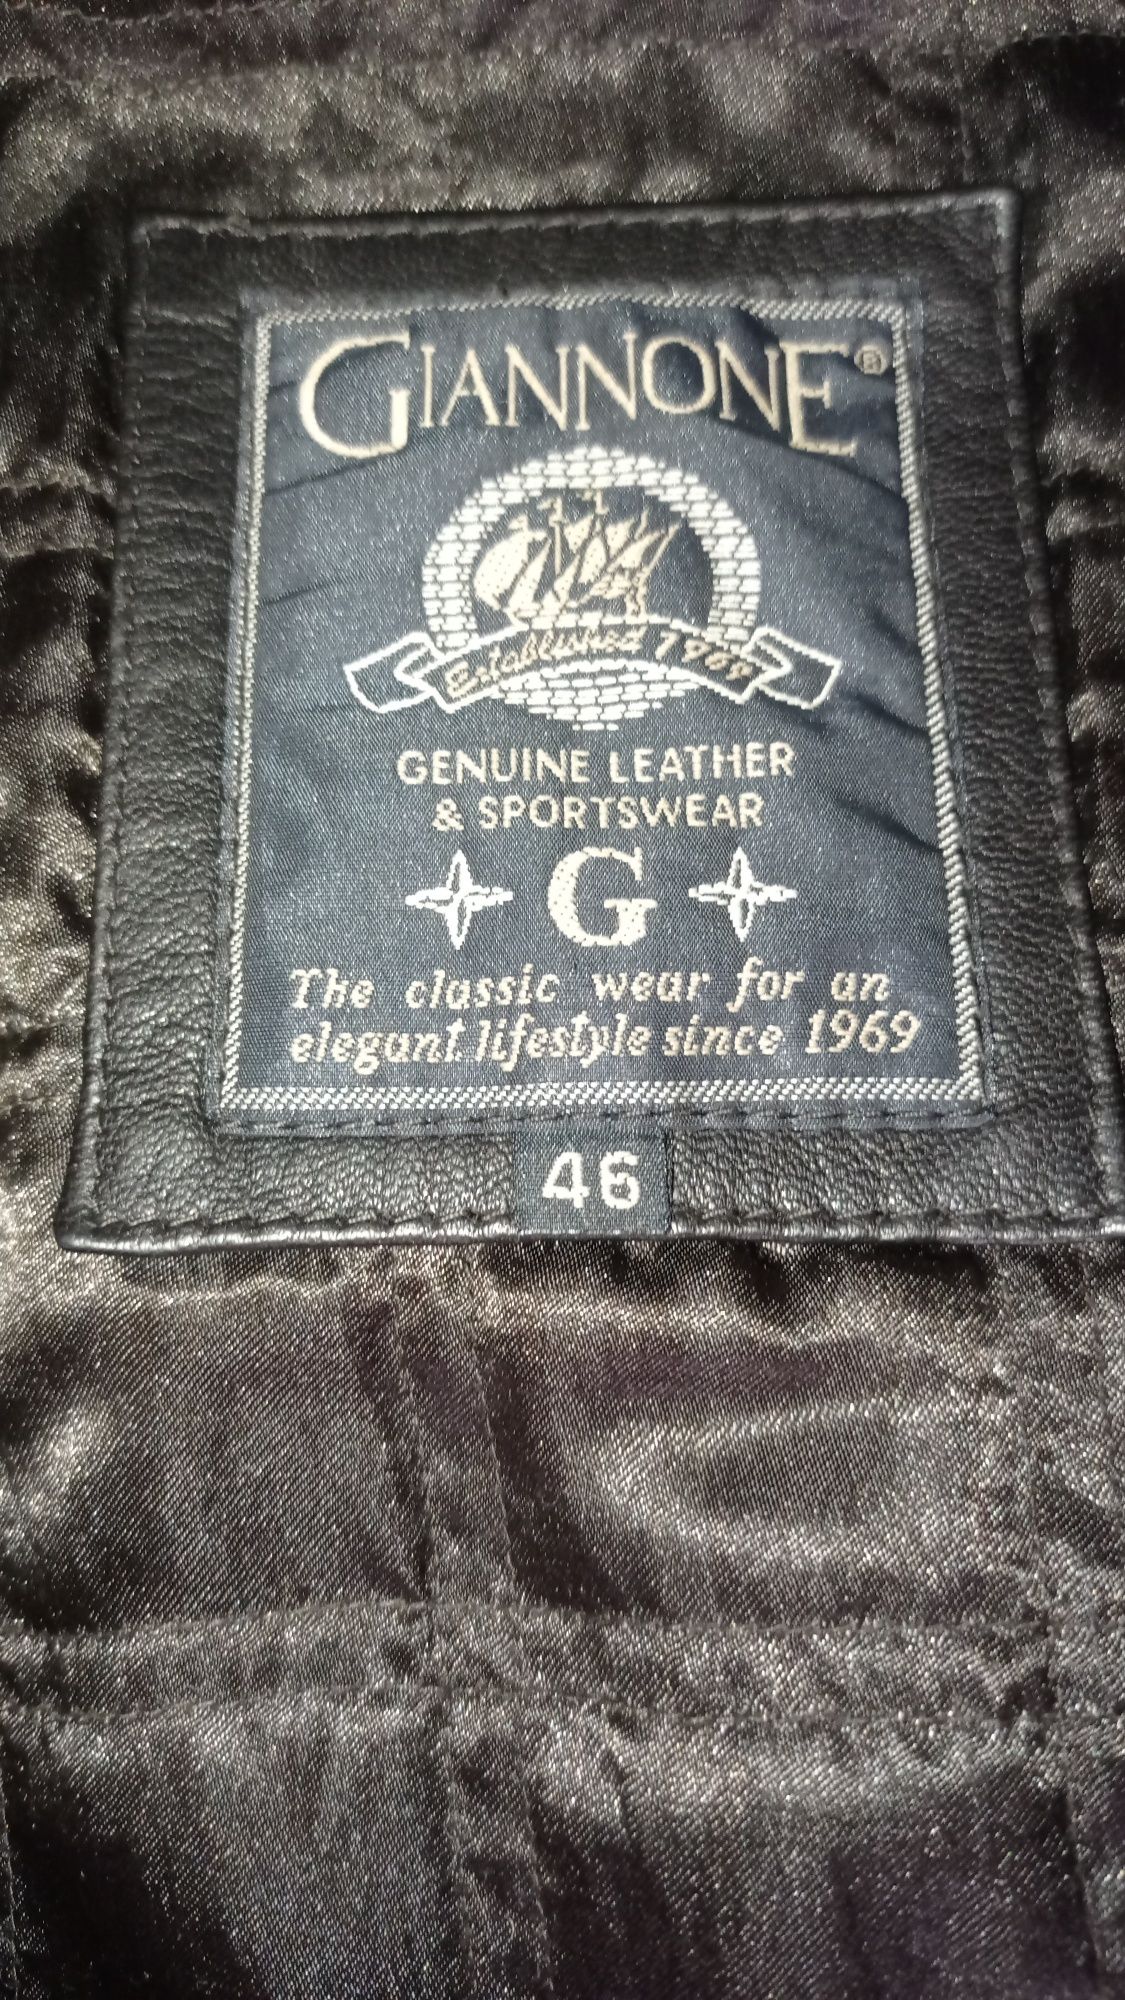 GIANNONE®
Established 1969
GENUINE LEATHER
& SPORTSWEAR
G
The classic wear for an
elegant lifestyle since 1969
46